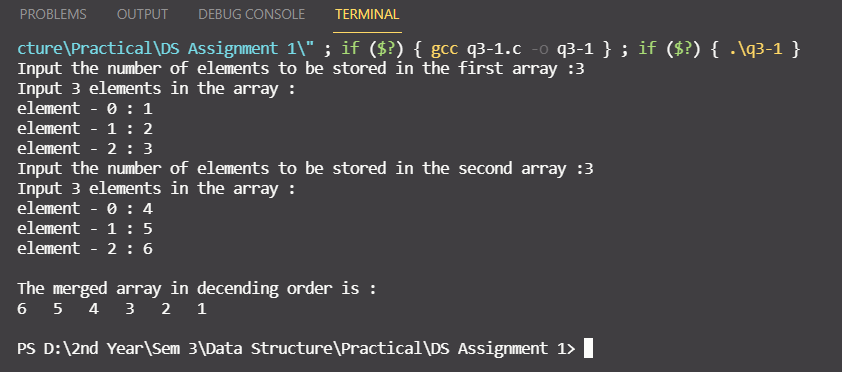 PROBLEMS OUTPUT DEBUG CONSOLE TERMINAL
cture\Practical\DS Assignment 1\" ; if ($?) { gcc q3-1.c -o q3-1 } ; if ($?) { .\q3-1 }
Input the number of elements to be stored in the first array :3
Input 3 elements in the array :
element - 0 : 1
element - 1 : 2
element - 2 : 3
Input the number of elements to be stored in the second array :3
Input 3 elements in the array :
element - 0 : 4
element - 1 : 5
element - 2 : 6
The merged array in decending order is :
6 5 4 3 2 1
PS D:\2nd Year\Sem 3\Data Structure\Practical\DS Assignment 1>